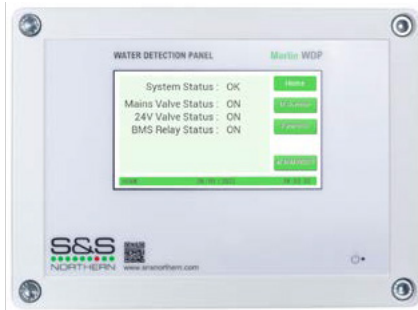 WATER DETECTION PANEL
Merlin WDP
System Status : OK
Home
Mains Valve Status : ON
24V Valve Status : ON
BMS Relay Status : ON
S&S
NORTHERN
www.snsnorthern.com